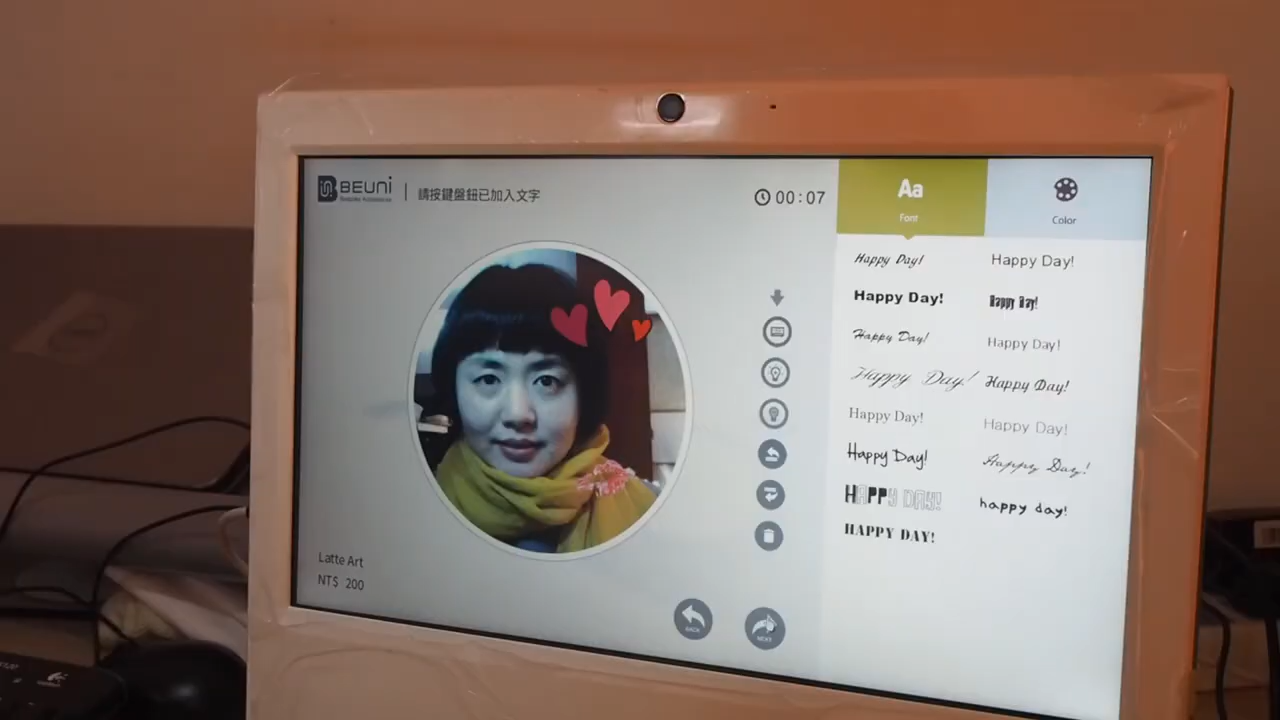 BEUNi
請按鍵盤鈕已加入文字
00:07
Aa
Font
Color
Happy Day! Happy Day!
Happy Day! Happy Day!
Happy Day! Happy Day!
Happy Day! Happy Day!
Happy Day! Happy Day!
Happy Day! Happy Day!
HAPPY DAY! happy day!
HAPPY DAY!
Latte Art
NT$ 200
BACK
NEXT